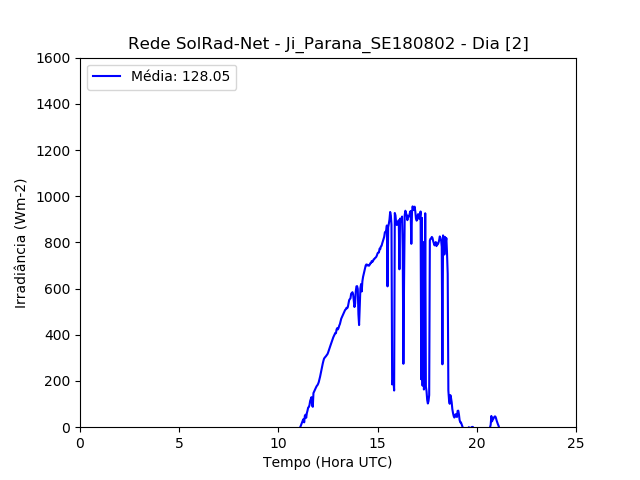 Rede SolRad-Net - Ji_Parana_SE180802 - Dia [2]
Média: 128.05
Irradiância (Wm-2)
1600
1400
1200
1000
800
600
400
200
0
0 5 10 15 20 25
Tempo (Hora UTC)